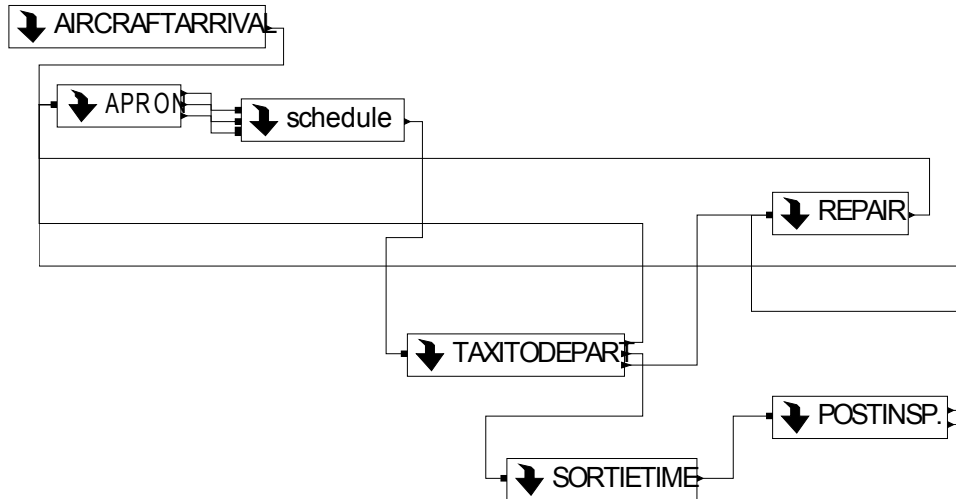 AIRCRAFTARRIVAL
APRON
schedule
REPAIR
TAXITODEPART
POSTINSP.
SORTIETIME